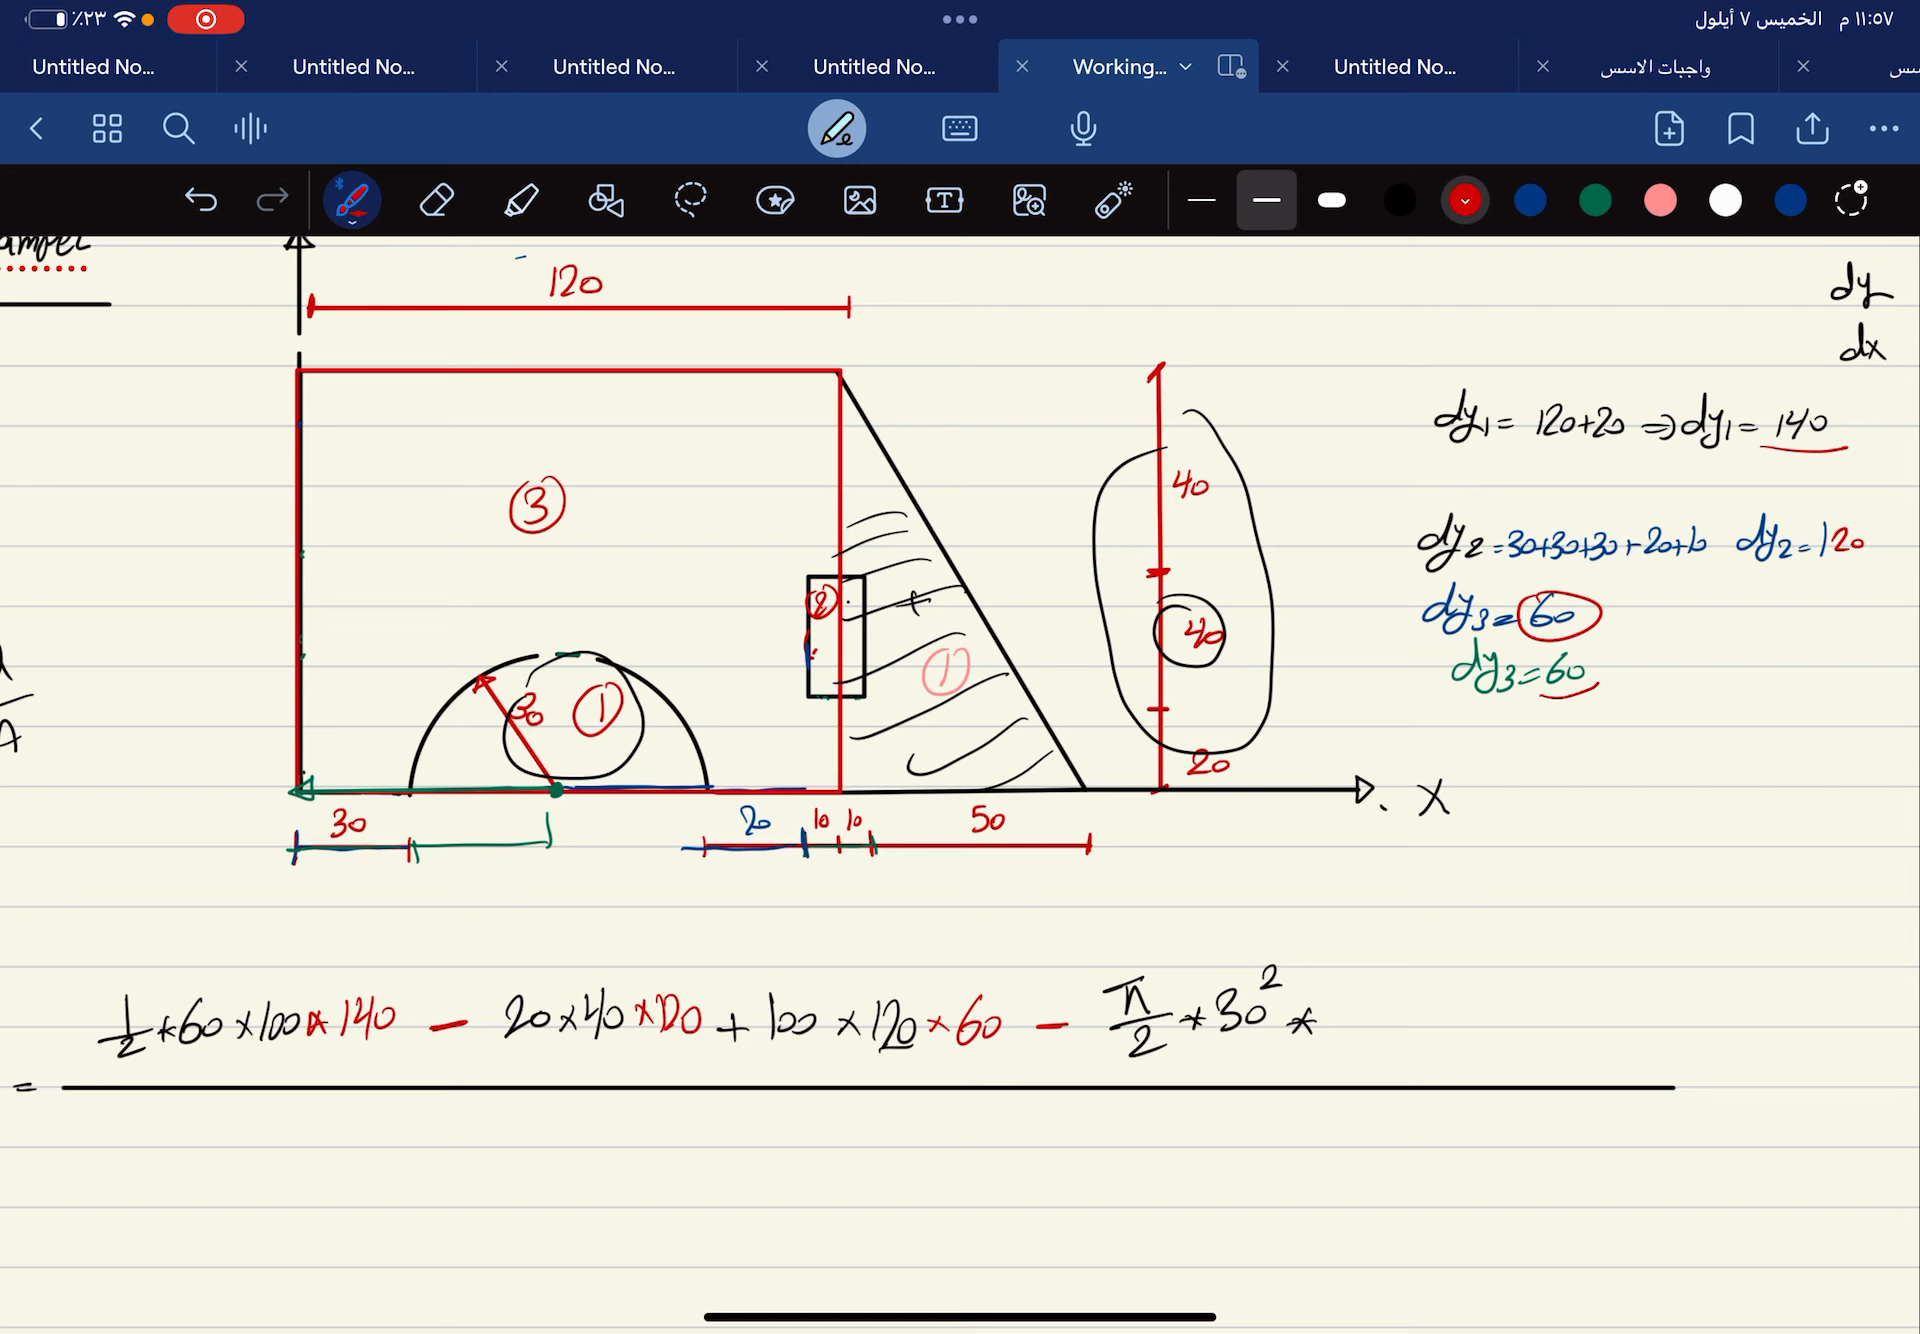 ٪٢٣
١١:٥٧ م الخميس ٧ أيلول
Untitled No...
Untitled No...
Untitled No...
Untitled No...
Working...
Untitled No...
واجبات الاسس
dy
120
dx
dy1 = 120+20 ⇒ dy1 = 140
40
3
dy2 = 30+30+30+20+10 dy2 = 120
2
dy3 = 60
40
1
dy3 = 60
30
1
20
X
30
20
10
10
50
1/2 * 60 × 100 × 140 - 20 × 40 × 120 + 100 × 120 × 60 - π/2 * 30² *
=